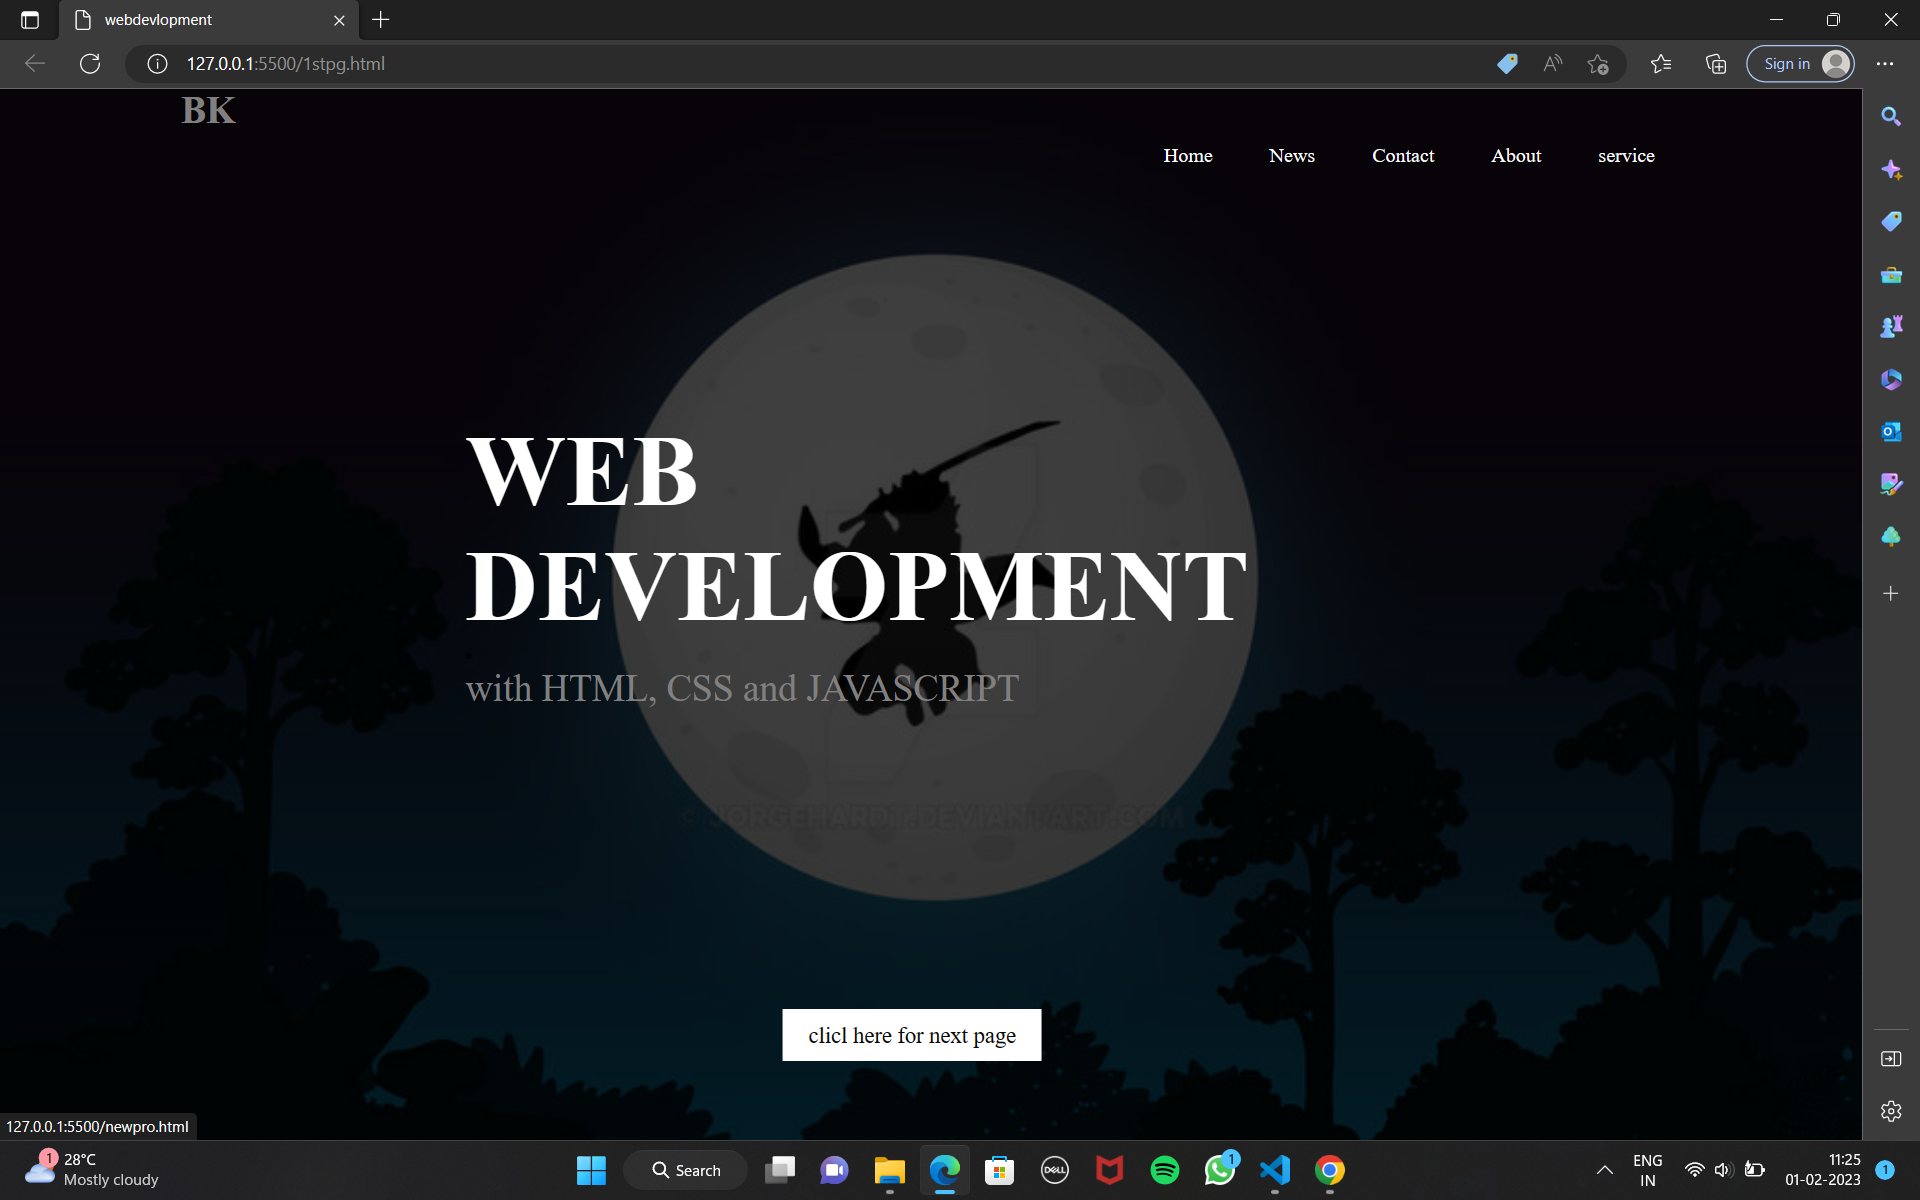 webdevlopment
127.0.0.1:5500/1stpg.html
Sign in
BK
Home News Contact About service
WEB
DEVELOPMENT
with HTML, CSS and JAVASCRIPT
© JORGEHARDT.DEVIANTART.COM
clicl here for next page
127.0.0.1:5500/newpro.html
1
28°C
Mostly cloudy
Search
DELL
1
ENG
IN
11:25
01-02-2023
1